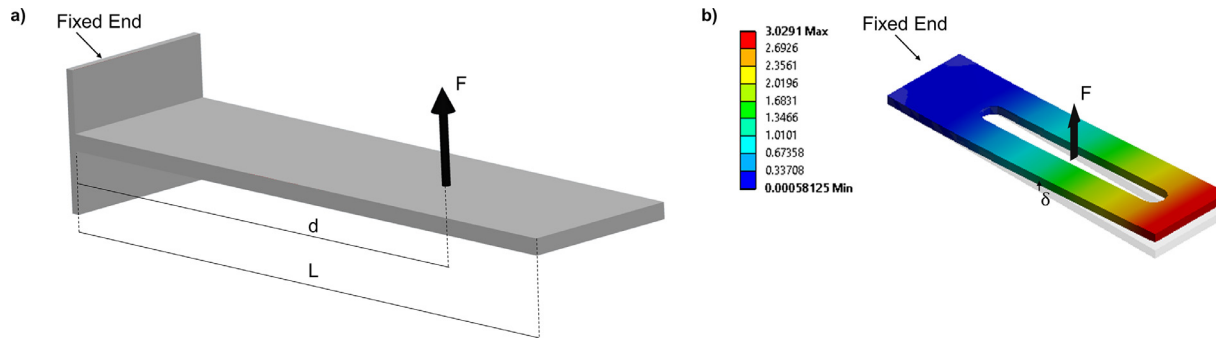 a)
Fixed End
F
d
L
b)
Fixed End
3.0291 Max
2.6926
2.3561
2.0196
1.6831
1.3466
1.0101
0.67358
0.33708
0.00058125 Min
F
δ